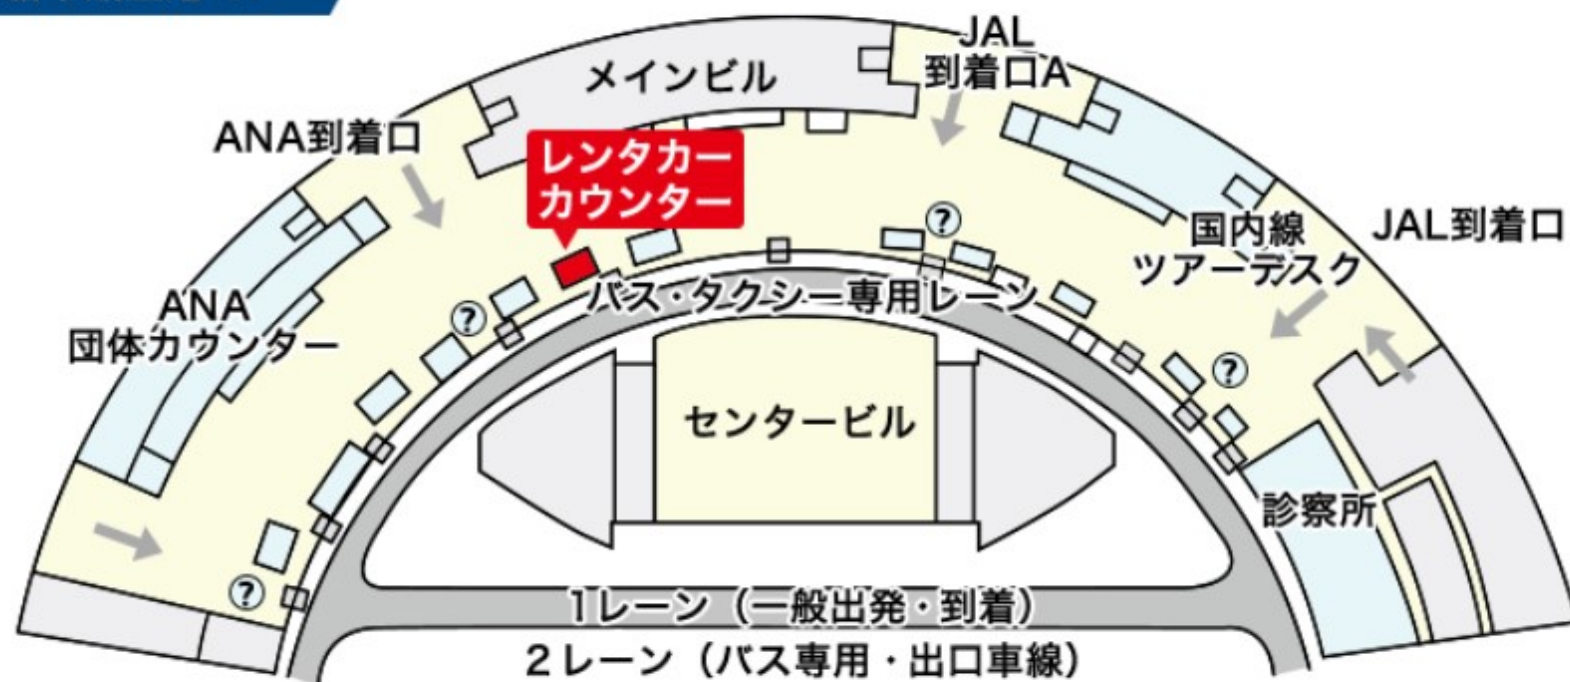 JAL
到着口A
メインビル
ANA到着口
レンタカー
カウンター
?
国内線
ツアーデスク
JAL到着口
バス・タクシー専用レーン
ANA
団体カウンター
?
?
センタービル
診察所
?
1レーン（一般出発・到着）
2レーン（バス専用・出口車線）